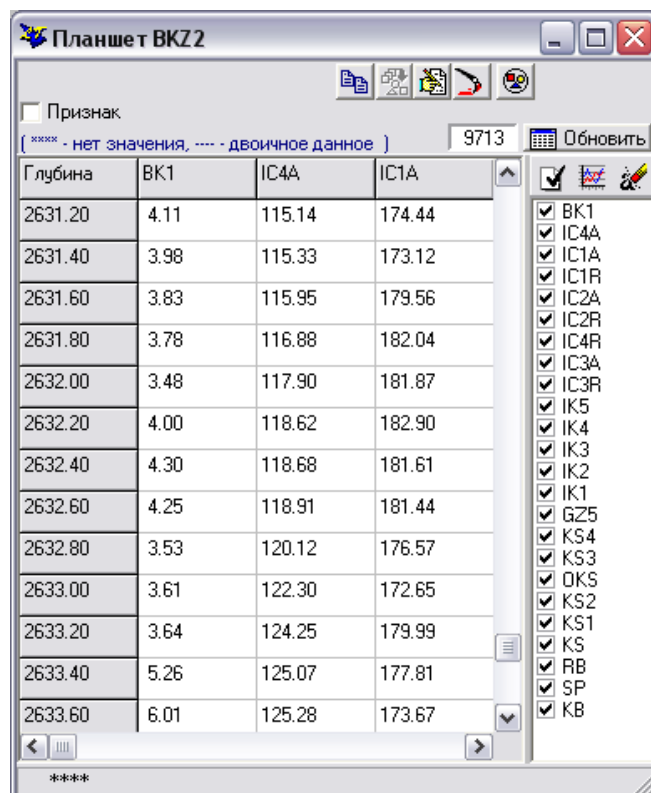 Планшет BKZ2
Признак
( **** - нет значения, ---- - двоичное данное )
9713
Обновить
Глубина BK1 IC4A IC1A
2631.20 4.11 115.14 174.44
2631.40 3.98 115.33 173.12
2631.60 3.83 115.95 179.56
2631.80 3.78 116.88 182.04
2632.00 3.48 117.90 181.87
2632.20 4.00 118.62 182.90
2632.40 4.30 118.68 181.61
2632.60 4.25 118.91 181.44
2632.80 3.53 120.12 176.57
2633.00 3.61 122.30 172.65
2633.20 3.64 124.25 179.99
2633.40 5.26 125.07 177.81
2633.60 6.01 125.28 173.67
BK1
IC4A
IC1A
IC1R
IC2A
IC2R
IC4R
IC3A
IC3R
IK5
IK4
IK3
IK2
IK1
GZ5
KS4
KS3
OKS
KS2
KS1
KS
RB
SP
KB
****